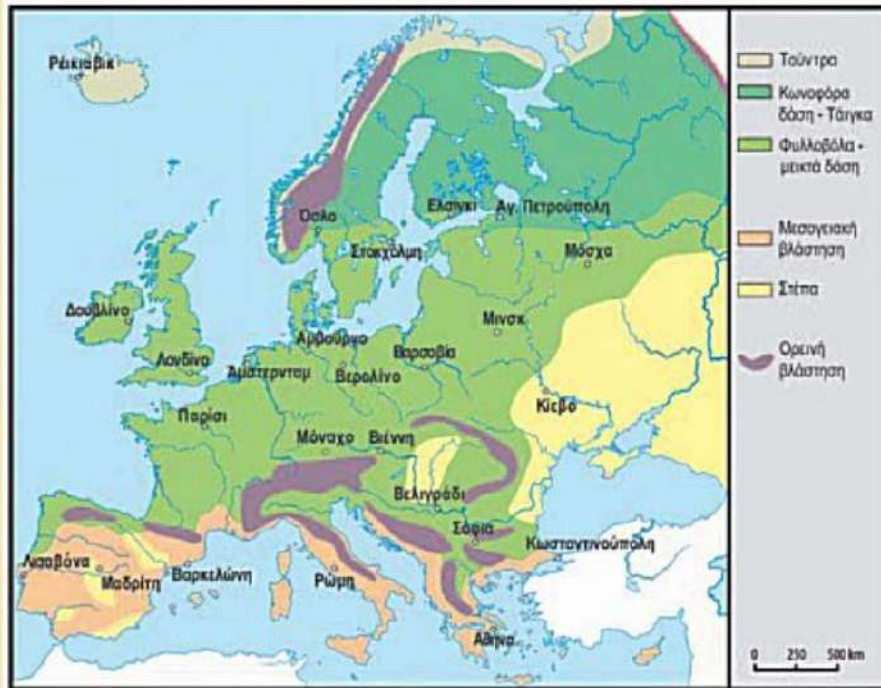 Ρέικιαβικ
Όσλο
Ελσινκι
Αγ. Πετρούπολη
Στοκχόλμη
Μόσχα
Δουβλίνο
Λονδίνο
Αμβούργο
Άμστερνταμ
Βερολίνο
Βαρσοβία
Μινσκ
Παρίσι
Κίεβο
Μόναχο
Βιέννη
Βελιγράδι
Σόφια
Κωσταντινούπολη
Λισαβόνα
Μαδρίτη
Βαρκελώνη
Ρώμη
Αθήνα
Τούντρα
Κωνοφόρα
δάση - Τάιγκα
Φυλλοβόλα -
μεικτά δάση
Μεσογειακή
βλάστηση
Στέπα
Ορεινή
βλάστηση
0 250 500 km